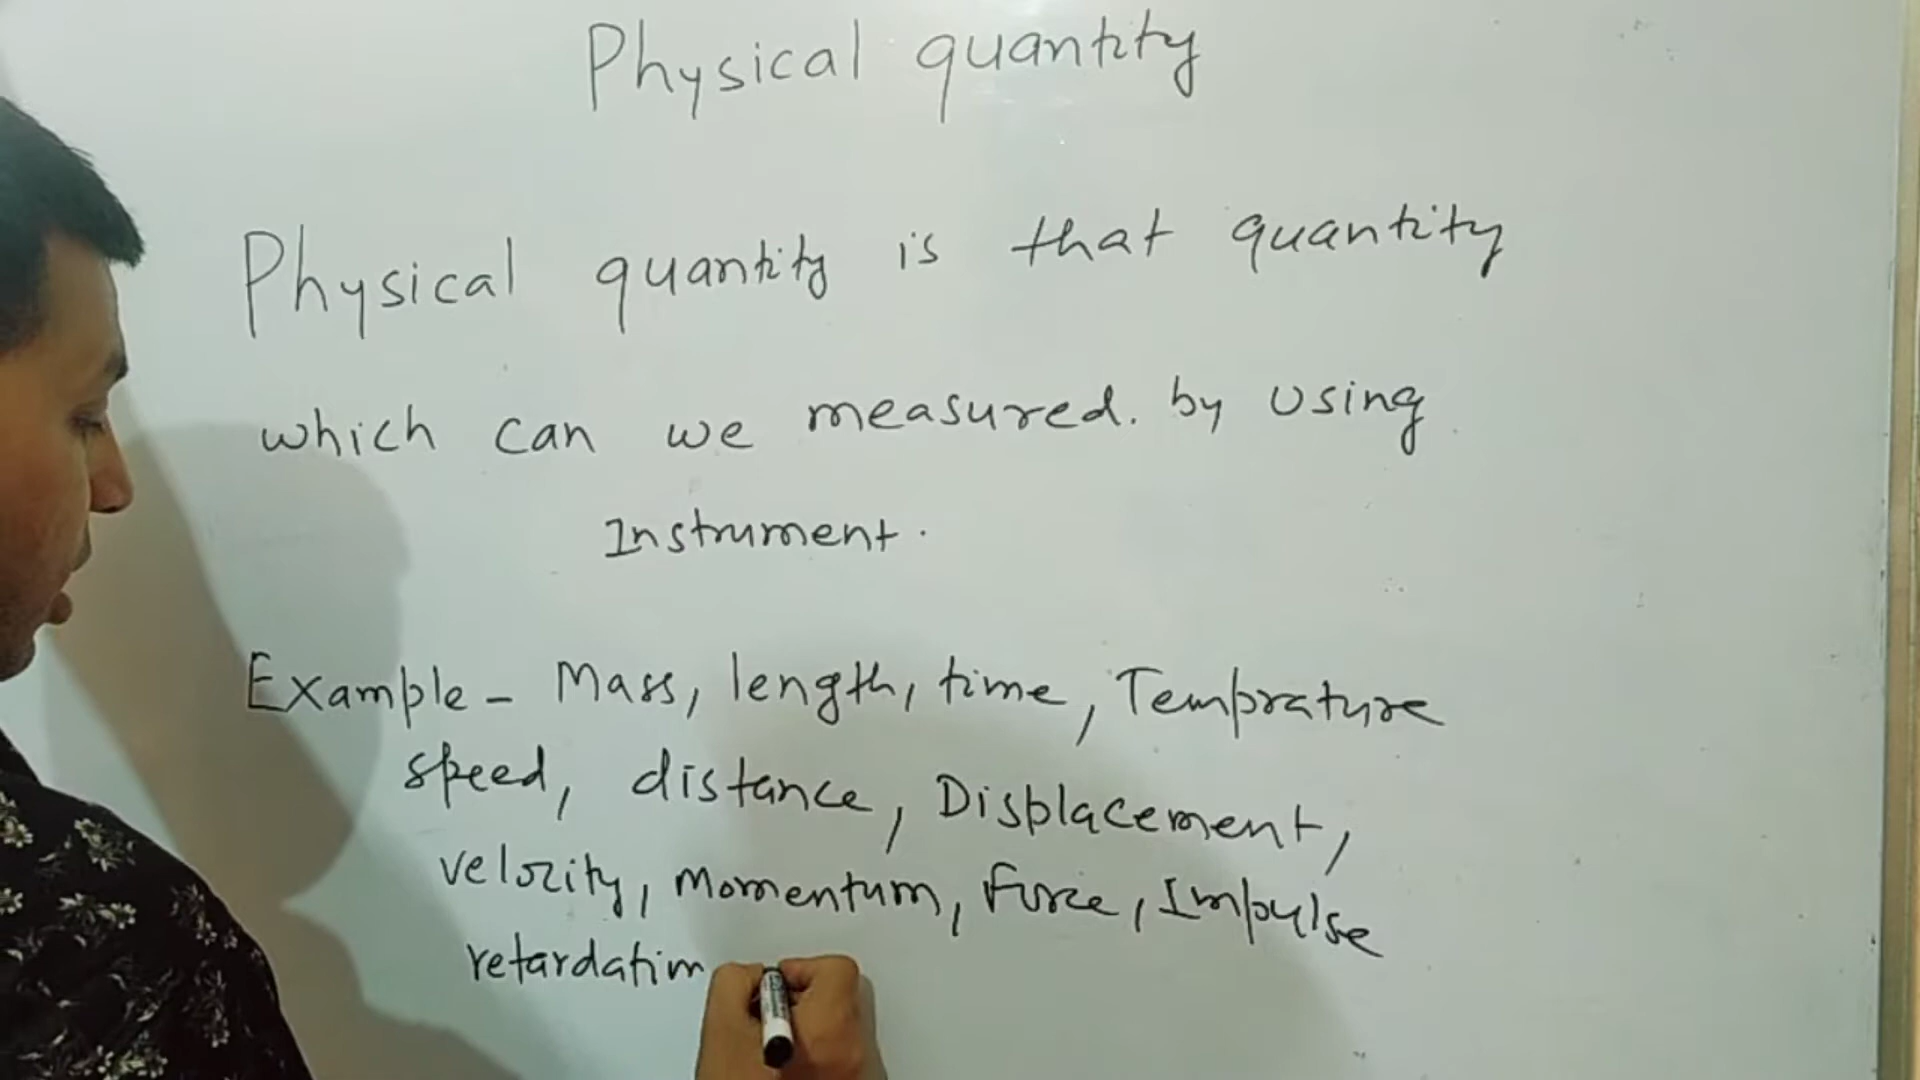 Physical quantity
Physical quantity is that quantity
which can we measured. by using
Instrument.
Example - Mass, length, time, Temprature
speed, distance, Displacement,
velocity, Momentum, Force, Impulse
retardation